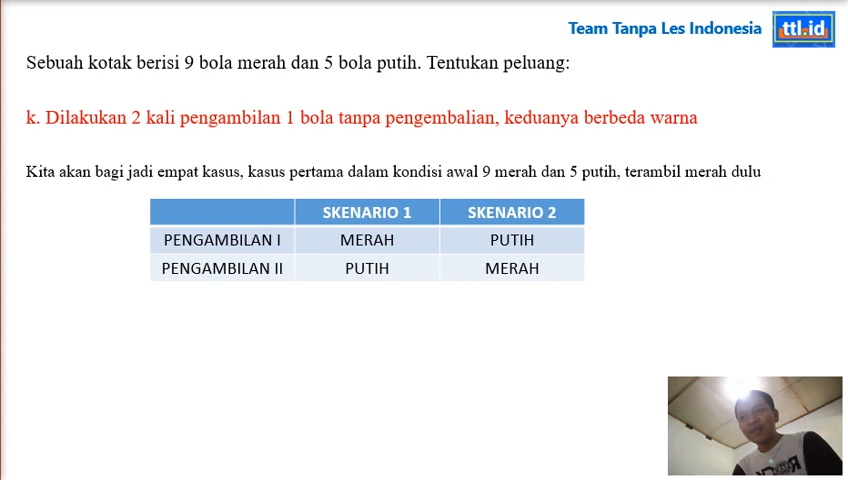 Team Tanpa Les Indonesia ttl.id
Sebuah kotak berisi 9 bola merah dan 5 bola putih. Tentukan peluang:
k. Dilakukan 2 kali pengambilan 1 bola tanpa pengembalian, keduanya berbeda warna
Kita akan bagi jadi empat kasus, kasus pertama dalam kondisi awal 9 merah dan 5 putih, terambil merah dulu
SKENARIO 1 SKENARIO 2
PENGAMBILAN I MERAH PUTIH
PENGAMBILAN II PUTIH MERAH